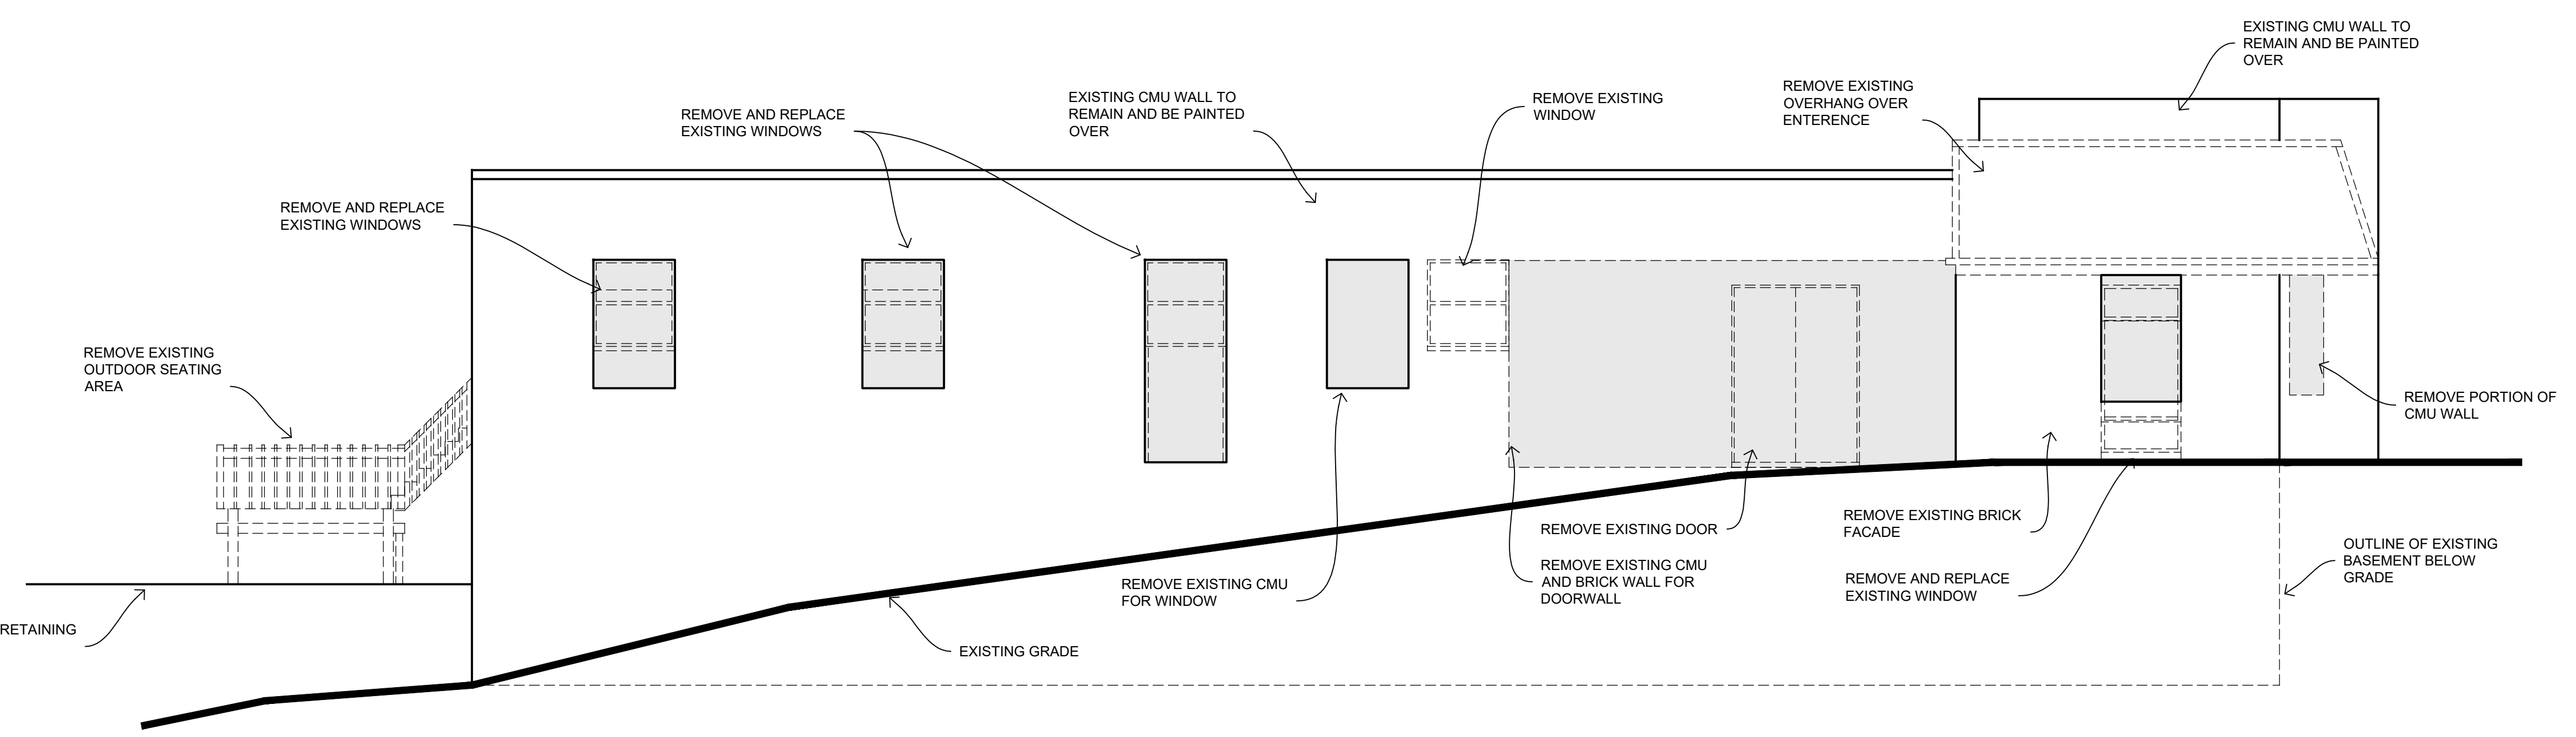 EXISTING CMU WALL TO
REMAIN AND BE PAINTED
OVER
REMOVE EXISTING
OVERHANG OVER
ENTERENCE
REMOVE EXISTING
WINDOW
EXISTING CMU WALL TO
REMAIN AND BE PAINTED
OVER
REMOVE AND REPLACE
EXISTING WINDOWS
REMOVE AND REPLACE
EXISTING WINDOWS
REMOVE EXISTING
OUTDOOR SEATING
AREA
REMOVE PORTION OF
CMU WALL
REMOVE EXISTING DOOR
REMOVE EXISTING BRICK
FACADE
OUTLINE OF EXISTING
BASEMENT BELOW
GRADE
REMOVE EXISTING CMU
AND BRICK WALL FOR
DOORWALL
REMOVE AND REPLACE
EXISTING WINDOW
REMOVE EXISTING CMU
FOR WINDOW
RETAINING
EXISTING GRADE